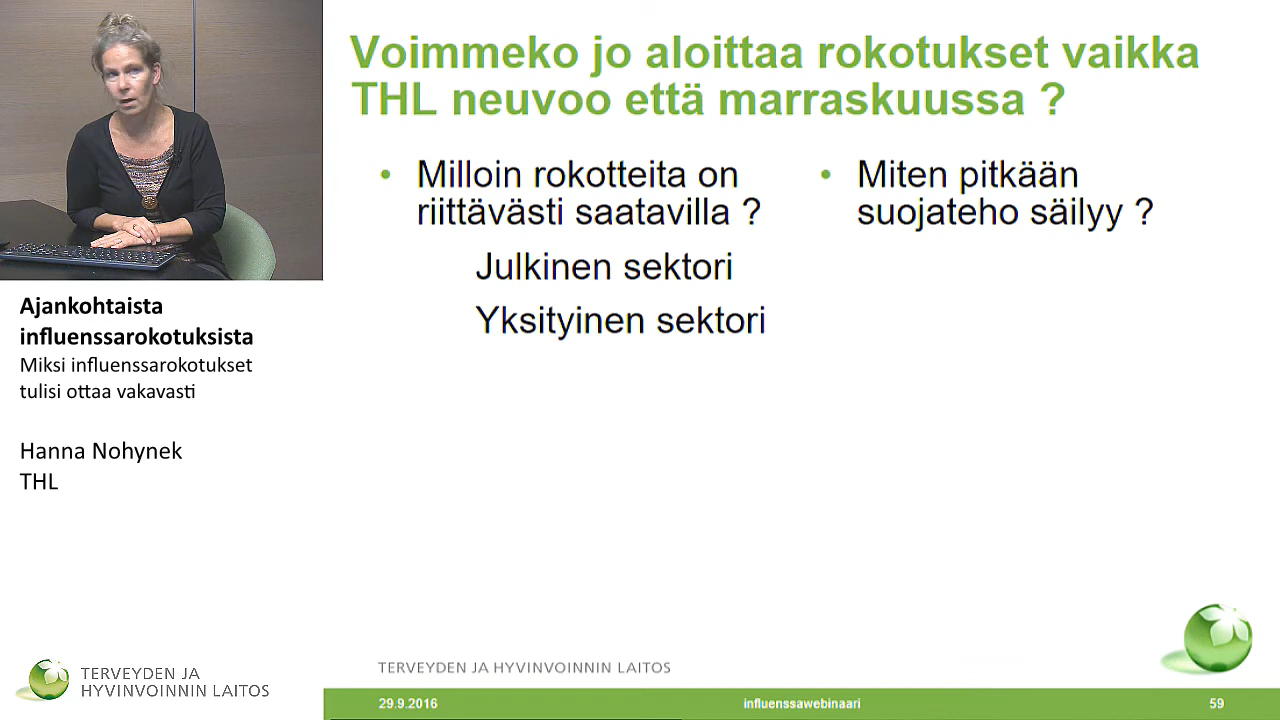 Voimmeko jo aloittaa rokotukset vaikka
THL neuvoo että marraskuussa ?
• Milloin rokotteita on
riittävästi saatavilla ?
Julkinen sektori
Yksityinen sektori
• Miten pitkään
suojateho säilyy ?
Ajankohtaista
influenssarokotuksista
Miksi influenssarokotukset
tulisi ottaa vakavasti
Hanna Nohynek
THL
TERVEYDEN JA
HYVINVOINNIN LAITOS
TERVEYDEN JA HYVINVOINNIN LAITOS
29.9.2016
influenssawebinaari
59